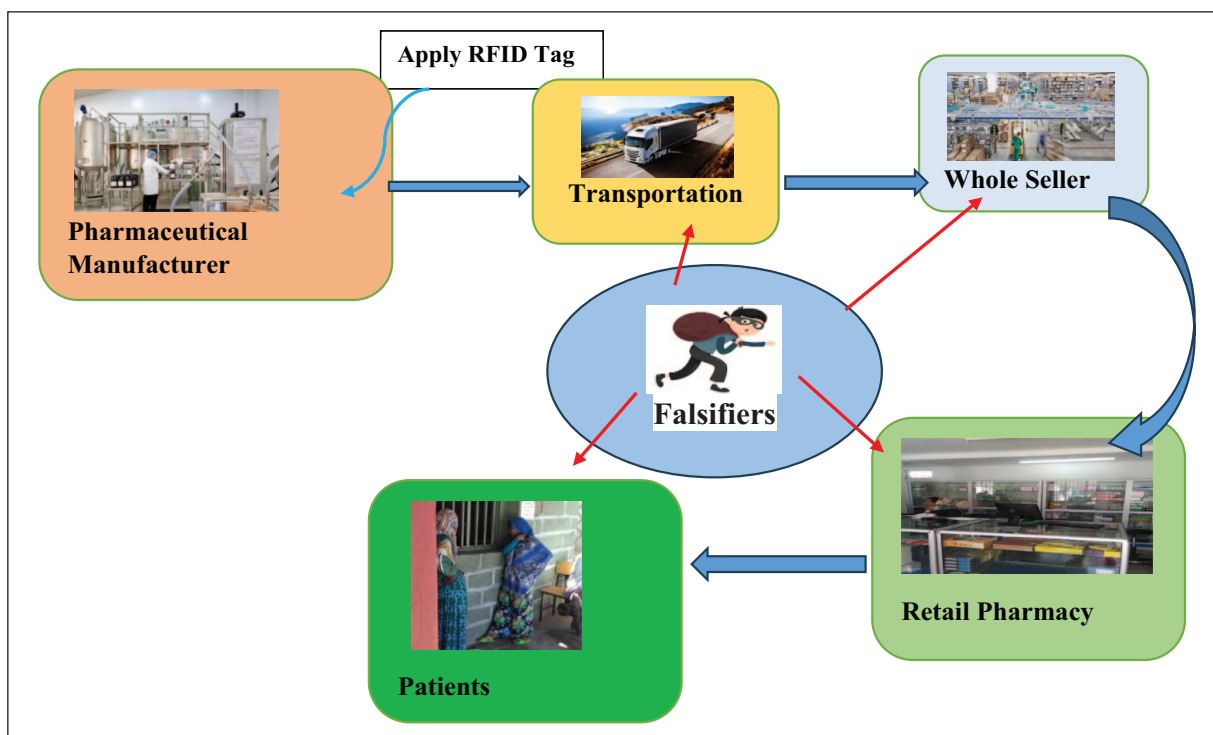 Apply RFID Tag
Pharmaceutical
Manufacturer
Transportation
Whole Seller
Falsifiers
Retail Pharmacy
Patients